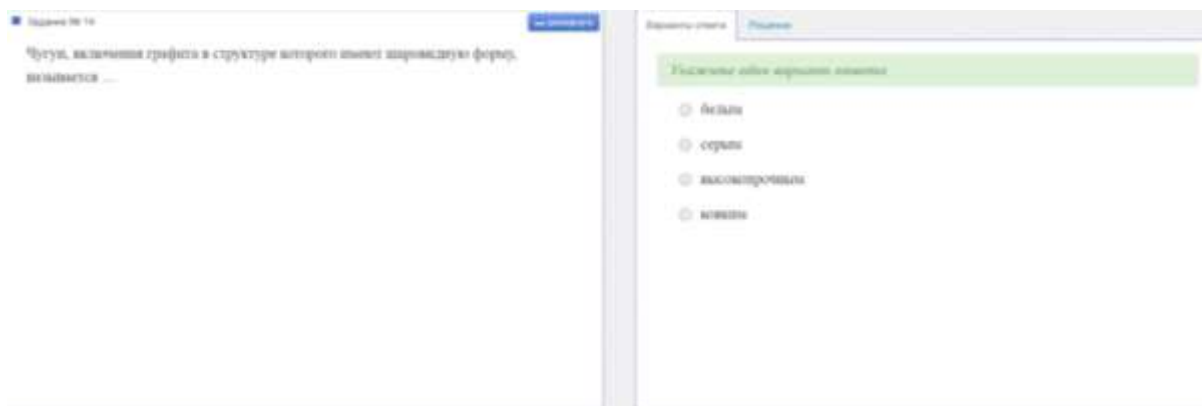 Задание № 14
Чугун, включения графита в структуре которого имеют шаровидную форму,
называется ...
Варианты ответа Решение
Укажите один вариант ответа
белым
серым
высокопрочным
ковким